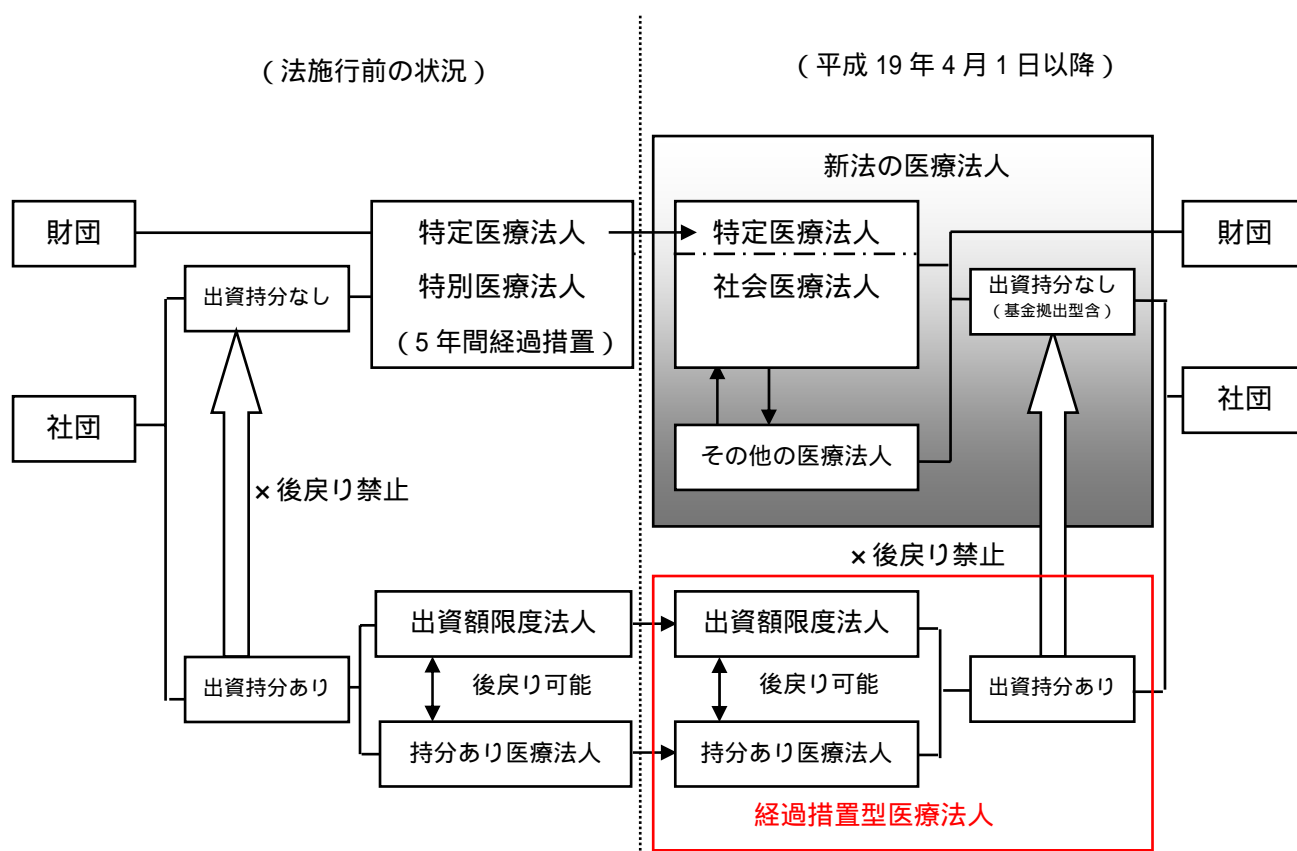 (法施行前の状況)
(平成 19 年 4 月 1 日以降)
新法の医療法人
財団
特定医療法人
特別医療法人
(5 年間経過措置)
特定医療法人
社会医療法人
財団
出資持分なし
出資持分なし
(基金拠出型含)
社団
社団
その他の医療法人
×後戻り禁止
×後戻り禁止
出資額限度法人
出資額限度法人
出資持分あり
後戻り可能
後戻り可能
出資持分あり
持分あり医療法人
持分あり医療法人
経過措置型医療法人